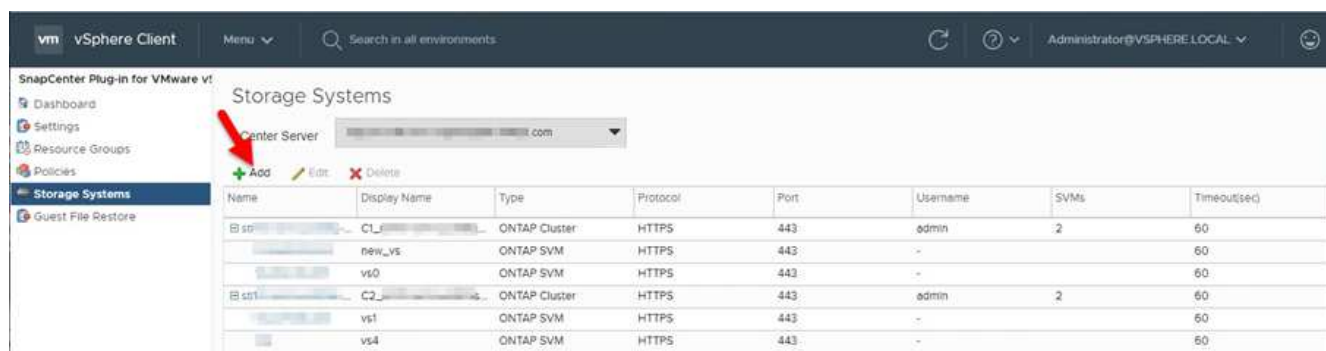 vm vSphere Client Menu Search in all environments Administrator@VSPHERE.LOCAL
SnapCenter Plug-in for VMware vS
Dashboard
Settings
Resource Groups
Policies
Storage Systems
Guest File Restore
Storage Systems
Center Server com
Add Edit Delete
Name Display Name Type Protocol Port Username SVMs Timeout(sec)
C1_ ONTAP Cluster HTTPS 443 admin 2 60
new_vs ONTAP SVM HTTPS 443 - 60
vs0 ONTAP SVM HTTPS 443 - 60
C2_ ONTAP Cluster HTTPS 443 admin 2 60
vs1 ONTAP SVM HTTPS 443 - 60
vs4 ONTAP SVM HTTPS 443 - 60